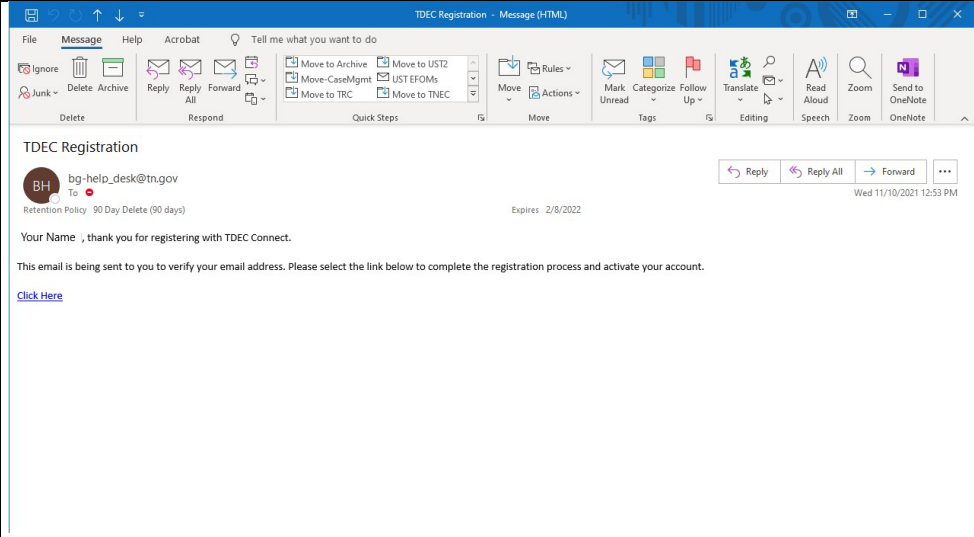 TDEC Registration - Message (HTML)
File Message Help Acrobat Tell me what you want to do
Ignore
Junk
Delete Archive
Reply Reply All Forward
Move to Archive Move to UST2
Move-CaseMgmt UST EFOMs
Move to TRC Move to TNEC
Move
Rules
Actions
Mark Unread Categorize Follow Up
Translate
Read Aloud
Zoom
Send to OneNote
Delete Respond Quick Steps Move Tags Editing Speech Zoom OneNote
TDEC Registration
BH
bg-help_desk@tn.gov
To
Reply Reply All Forward ...
Wed 11/10/2021 12:53 PM
Retention Policy 90 Day Delete (90 days) Expires 2/8/2022
Your Name , thank you for registering with TDEC Connect.
This email is being sent to you to verify your email address. Please select the link below to complete the registration process and activate your account.
Click Here